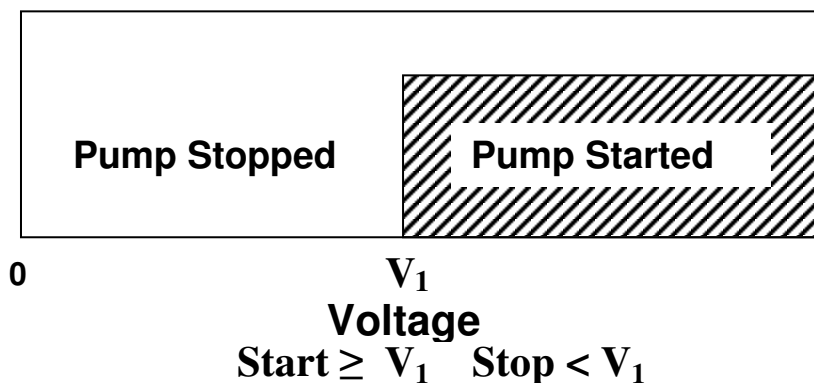 Pump Stopped Pump Started
0 V₁
Voltage
Start ≥ V₁ Stop < V₁